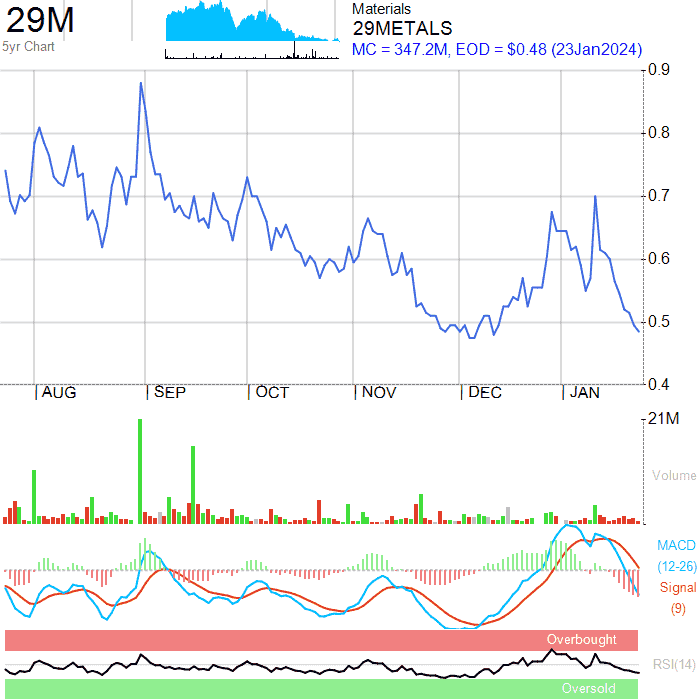 29M
5yr Chart
Materials
29METALS
MC = 347.2M, EOD = $0.48 (23Jan2024)
0.9
0.8
0.7
0.6
0.5
0.4
AUG SEP OCT NOV DEC JAN
21M
Volume
MACD
(12-26)
Signal
(9)
Overbought
RSI(14)
Oversold